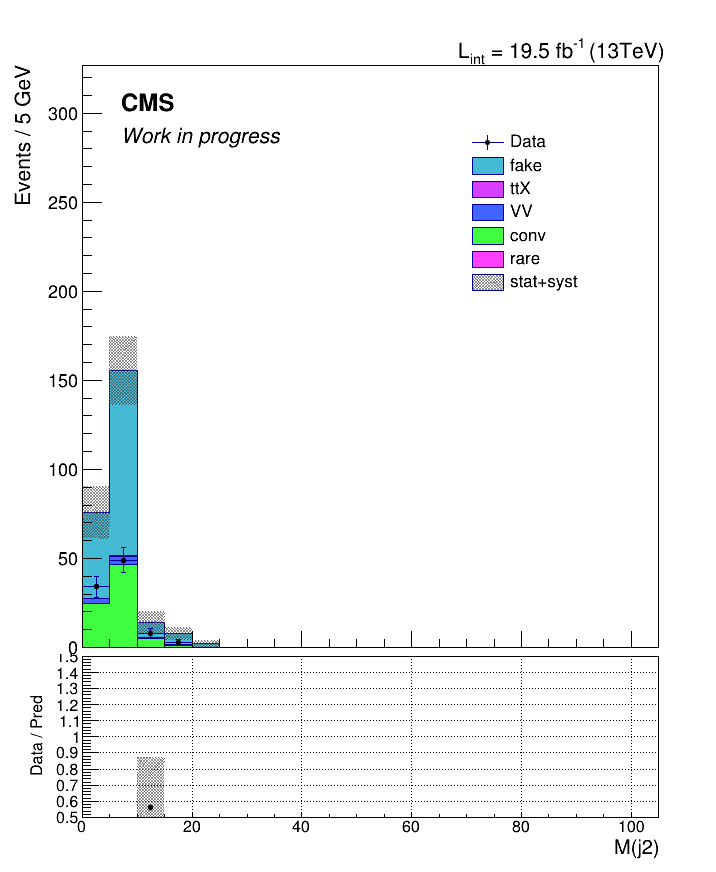 L_int = 19.5 fb^-1 (13TeV)
Events / 5 GeV
CMS
Work in progress
Data
fake
ttX
VV
conv
rare
stat+syst
300
250
200
150
100
50
0
Data / Pred
1.5
1.4
1.3
1.2
1.1
1
0.9
0.8
0.7
0.6
0.5
0 20 40 60 80 100
M(j2)